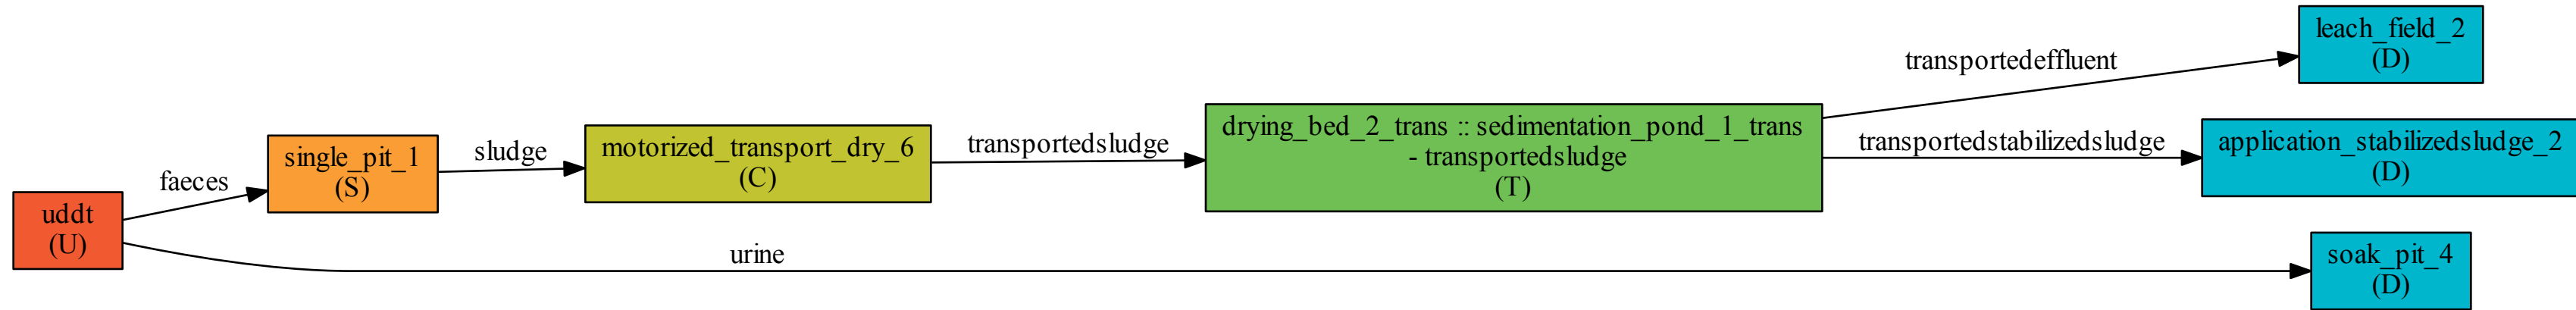 uddt
(U)
faeces
single_pit_1
(S)
sludge
motorized_transport_dry_6
(C)
transportedsludge
drying_bed_2_trans :: sedimentation_pond_1_trans
- transportedsludge
(T)
transportedeffluent
leach_field_2
(D)
transportedstabilizedsludge
application_stabilizedsludge_2
(D)
urine
soak_pit_4
(D)